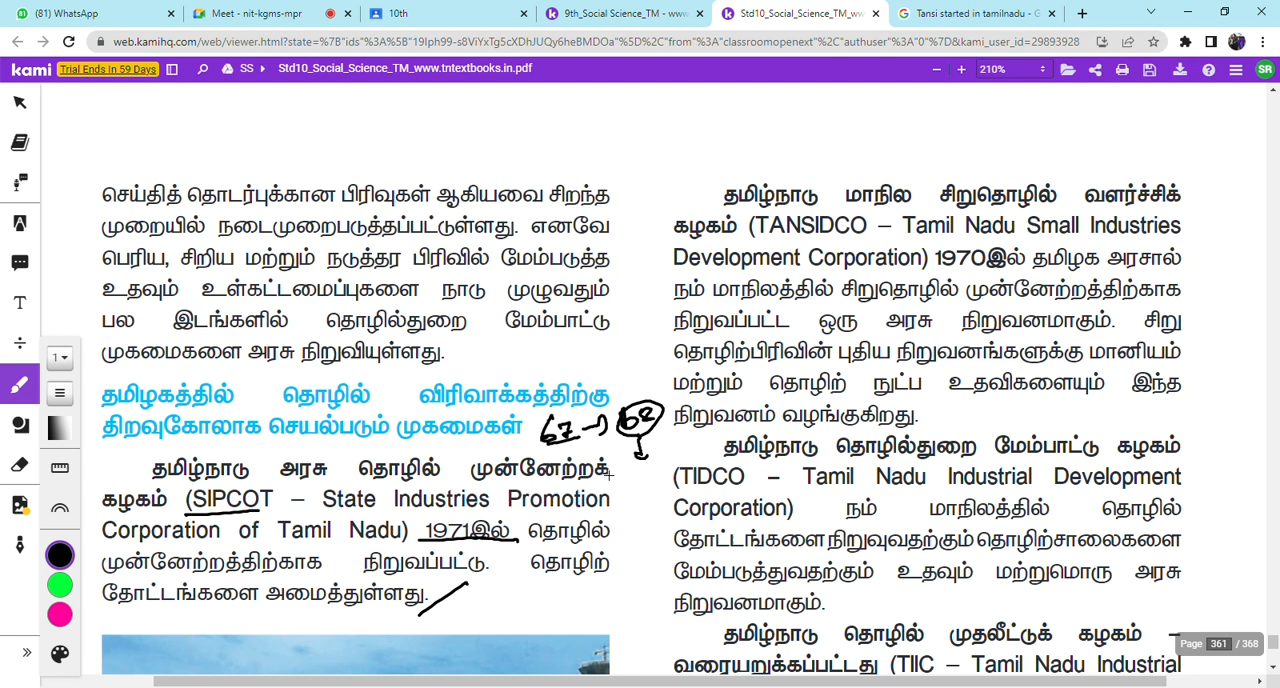 (81) WhatsApp
Meet - nit-kgms-mpr
10th
9th_Social Science_TM - www
Std10_Social_Science_TM_ww
Tansi started in tamilnadu - G
web.kamihq.com/web/viewer.html?state=%7B"ids"%3A%5B"19Iph99-s8ViYxTg5cXDhJUQy6heBMDOa"%5D%2C"from"%3A"classroomopenext"%2C"authuser"%3A"0"%7D&kami_user_id=29893928
kami Trial Ends In 59 Days SS Std10_Social_Science_TM_www.tntextbooks.in.pdf 210% SR
செய்தித் தொடர்புக்கான பிரிவுகள் ஆகியவை சிறந்த
முறையில் நடைமுறைபடுத்தப்பட்டுள்ளது. எனவே
பெரிய, சிறிய மற்றும் நடுத்தர பிரிவில் மேம்படுத்த
உதவும் உள்கட்டமைப்புகளை நாடு முழுவதும்
பல இடங்களில் தொழில்துறை மேம்பாட்டு
முகமைகளை அரசு நிறுவியுள்ளது.
தமிழகத்தில் தொழில் விரிவாக்கத்திற்கு
திறவுகோலாக செயல்படும் முகமைகள்
67 → 68
தமிழ்நாடு அரசு தொழில் முன்னேற்றக்
கழகம் (SIPCOT – State Industries Promotion
Corporation of Tamil Nadu) 1971இல் தொழில்
முன்னேற்றத்திற்காக நிறுவப்பட்டு. தொழிற்
தோட்டங்களை அமைத்துள்ளது.
தமிழ்நாடு மாநில சிறுதொழில் வளர்ச்சிக்
கழகம் (TANSIDCO – Tamil Nadu Small Industries
Development Corporation) 1970இல் தமிழக அரசால்
நம் மாநிலத்தில் சிறுதொழில் முன்னேற்றத்திற்காக
நிறுவப்பட்ட ஒரு அரசு நிறுவனமாகும். சிறு
தொழிற்பிரிவின் புதிய நிறுவனங்களுக்கு மானியம்
மற்றும் தொழிற் நுட்ப உதவிகளையும் இந்த
நிறுவனம் வழங்குகிறது.
தமிழ்நாடு தொழில்துறை மேம்பாட்டு கழகம்
(TIDCO – Tamil Nadu Industrial Development
Corporation) நம் மாநிலத்தில் தொழில்
தோட்டங்களை நிறுவுவதற்கும் தொழிற்சாலைகளை
மேம்படுத்துவதற்கும் உதவும் மற்றுமொரு அரசு
நிறுவனமாகும்.
தமிழ்நாடு தொழில் முதலீட்டுக் கழகம் –
வரையறுக்கப்பட்டது (TIIC – Tamil Nadu Industrial
Page 361 / 368
1
T